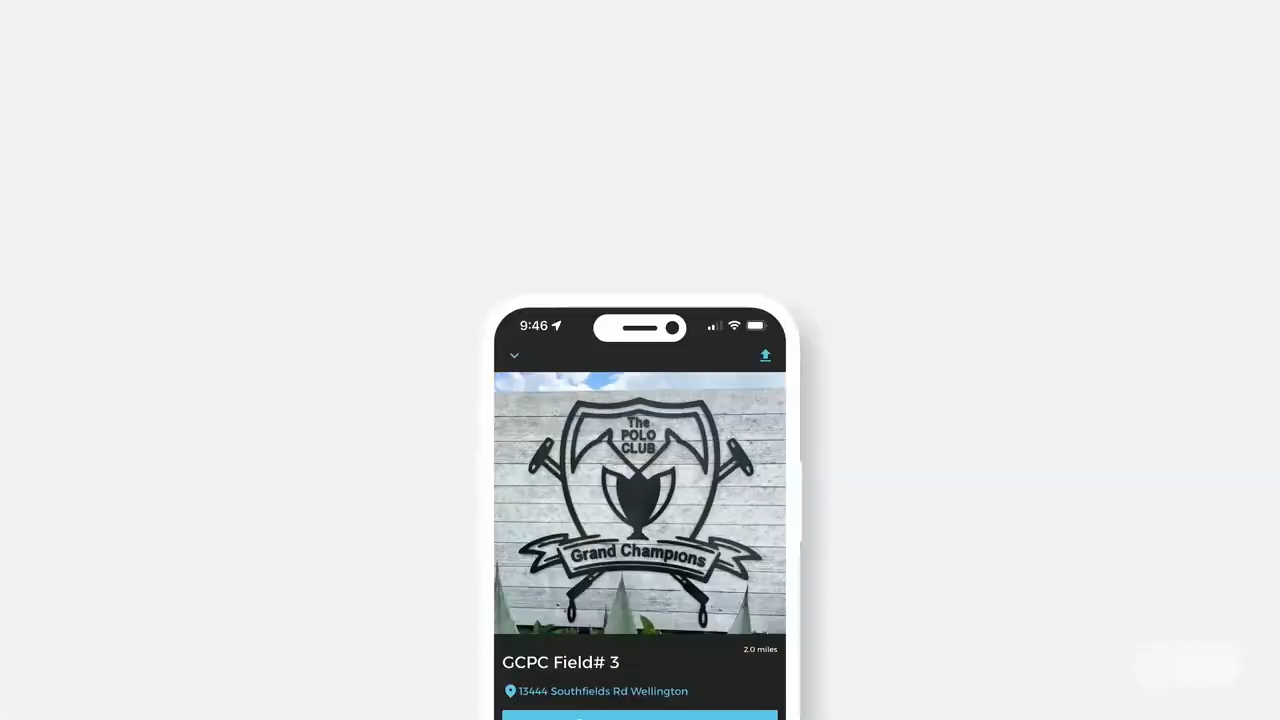 9:46
The
POLO
CLUB
Grand Champions
2.0 miles
GCPC Field# 3
13444 Southfields Rd Wellington